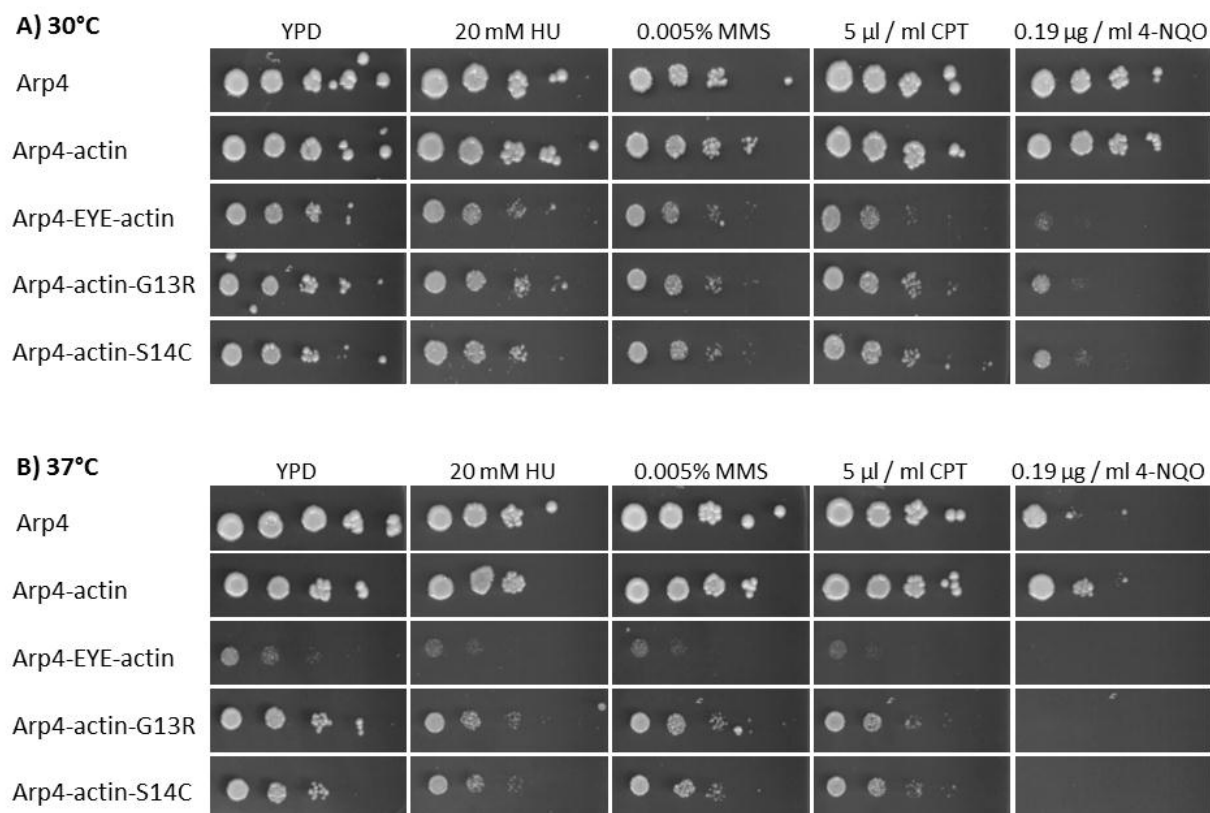 A) 30°C
YPD 20 mM HU 0.005% MMS 5 µl / ml CPT 0.19 µg / ml 4-NQO
Arp4
Arp4-actin
Arp4-EYE-actin
Arp4-actin-G13R
Arp4-actin-S14C
B) 37°C
YPD 20 mM HU 0.005% MMS 5 µl / ml CPT 0.19 µg / ml 4-NQO
Arp4
Arp4-actin
Arp4-EYE-actin
Arp4-actin-G13R
Arp4-actin-S14C